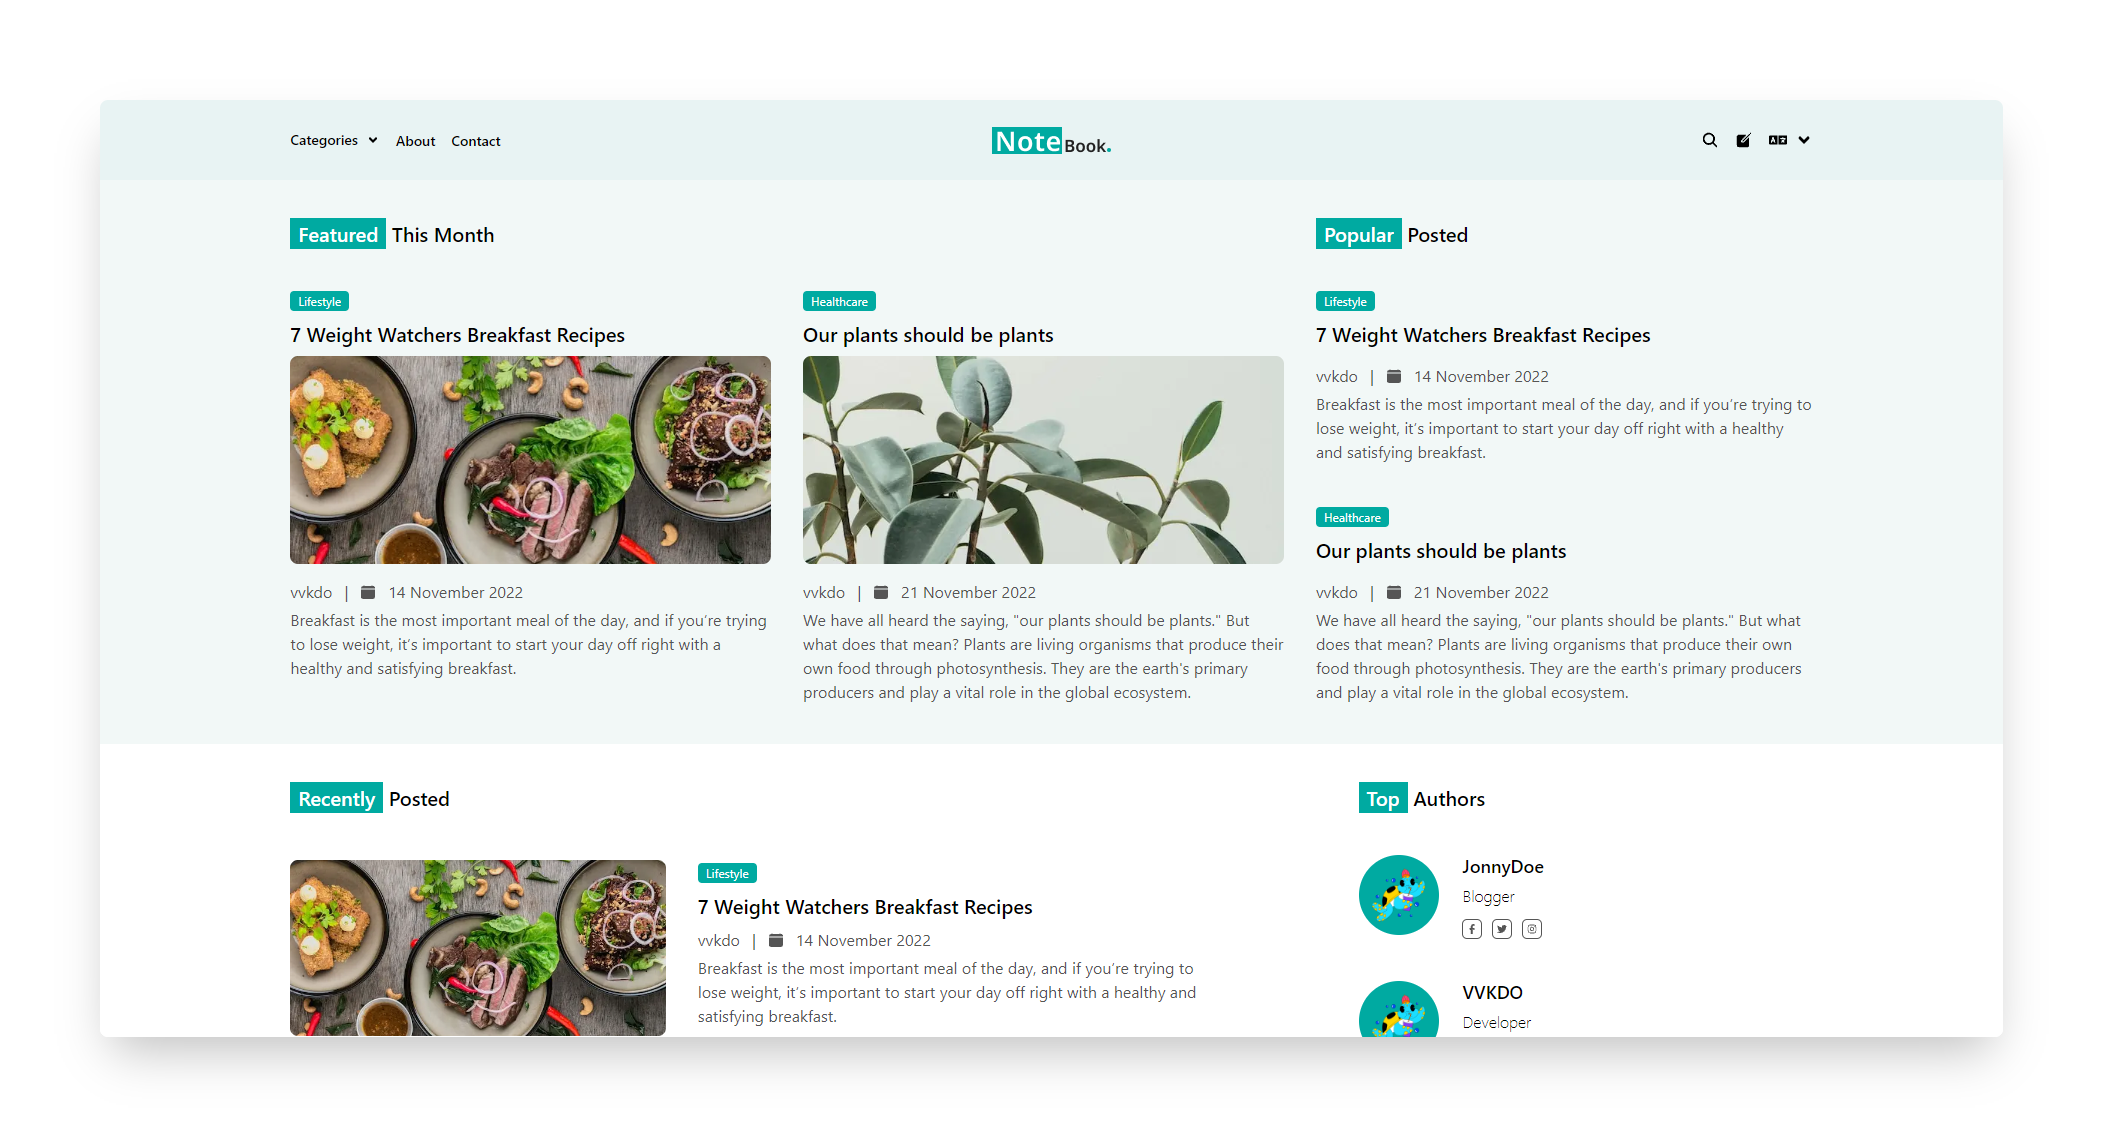 Categories About Contact
NoteBook.
Featured This Month
Lifestyle
7 Weight Watchers Breakfast Recipes
vvkdo | 14 November 2022
Breakfast is the most important meal of the day, and if you’re trying
to lose weight, it’s important to start your day off right with a
healthy and satisfying breakfast.
Healthcare
Our plants should be plants
vvkdo | 21 November 2022
We have all heard the saying, "our plants should be plants." But
what does that mean? Plants are living organisms that produce their
own food through photosynthesis. They are the earth's primary
producers and play a vital role in the global ecosystem.
Popular Posted
Lifestyle
7 Weight Watchers Breakfast Recipes
vvkdo | 14 November 2022
Breakfast is the most important meal of the day, and if you’re trying to
lose weight, it’s important to start your day off right with a healthy
and satisfying breakfast.
Healthcare
Our plants should be plants
vvkdo | 21 November 2022
We have all heard the saying, "our plants should be plants." But what
does that mean? Plants are living organisms that produce their own
food through photosynthesis. They are the earth's primary producers
and play a vital role in the global ecosystem.
Recently Posted
Lifestyle
7 Weight Watchers Breakfast Recipes
vvkdo | 14 November 2022
Breakfast is the most important meal of the day, and if you’re trying to
lose weight, it’s important to start your day off right with a healthy and
satisfying breakfast.
Top Authors
JonnyDoe
Blogger
VVKDO
Developer